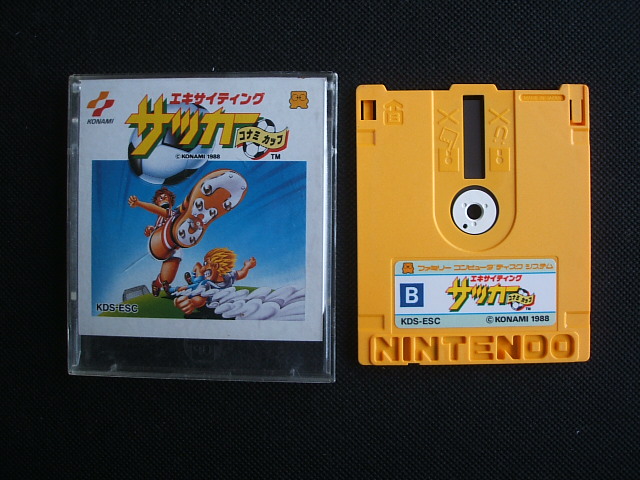 KONAMI
エキサイティング
サッカー
コナミ カップ
TM
© KONAMI 1988
KDS-ESC
ファミリー コンピュータ ディスク システム
エキサイティング
B
サッカー
コナミ カップ
TM
KDS-ESC
© KONAMI 1988
NINTENDO